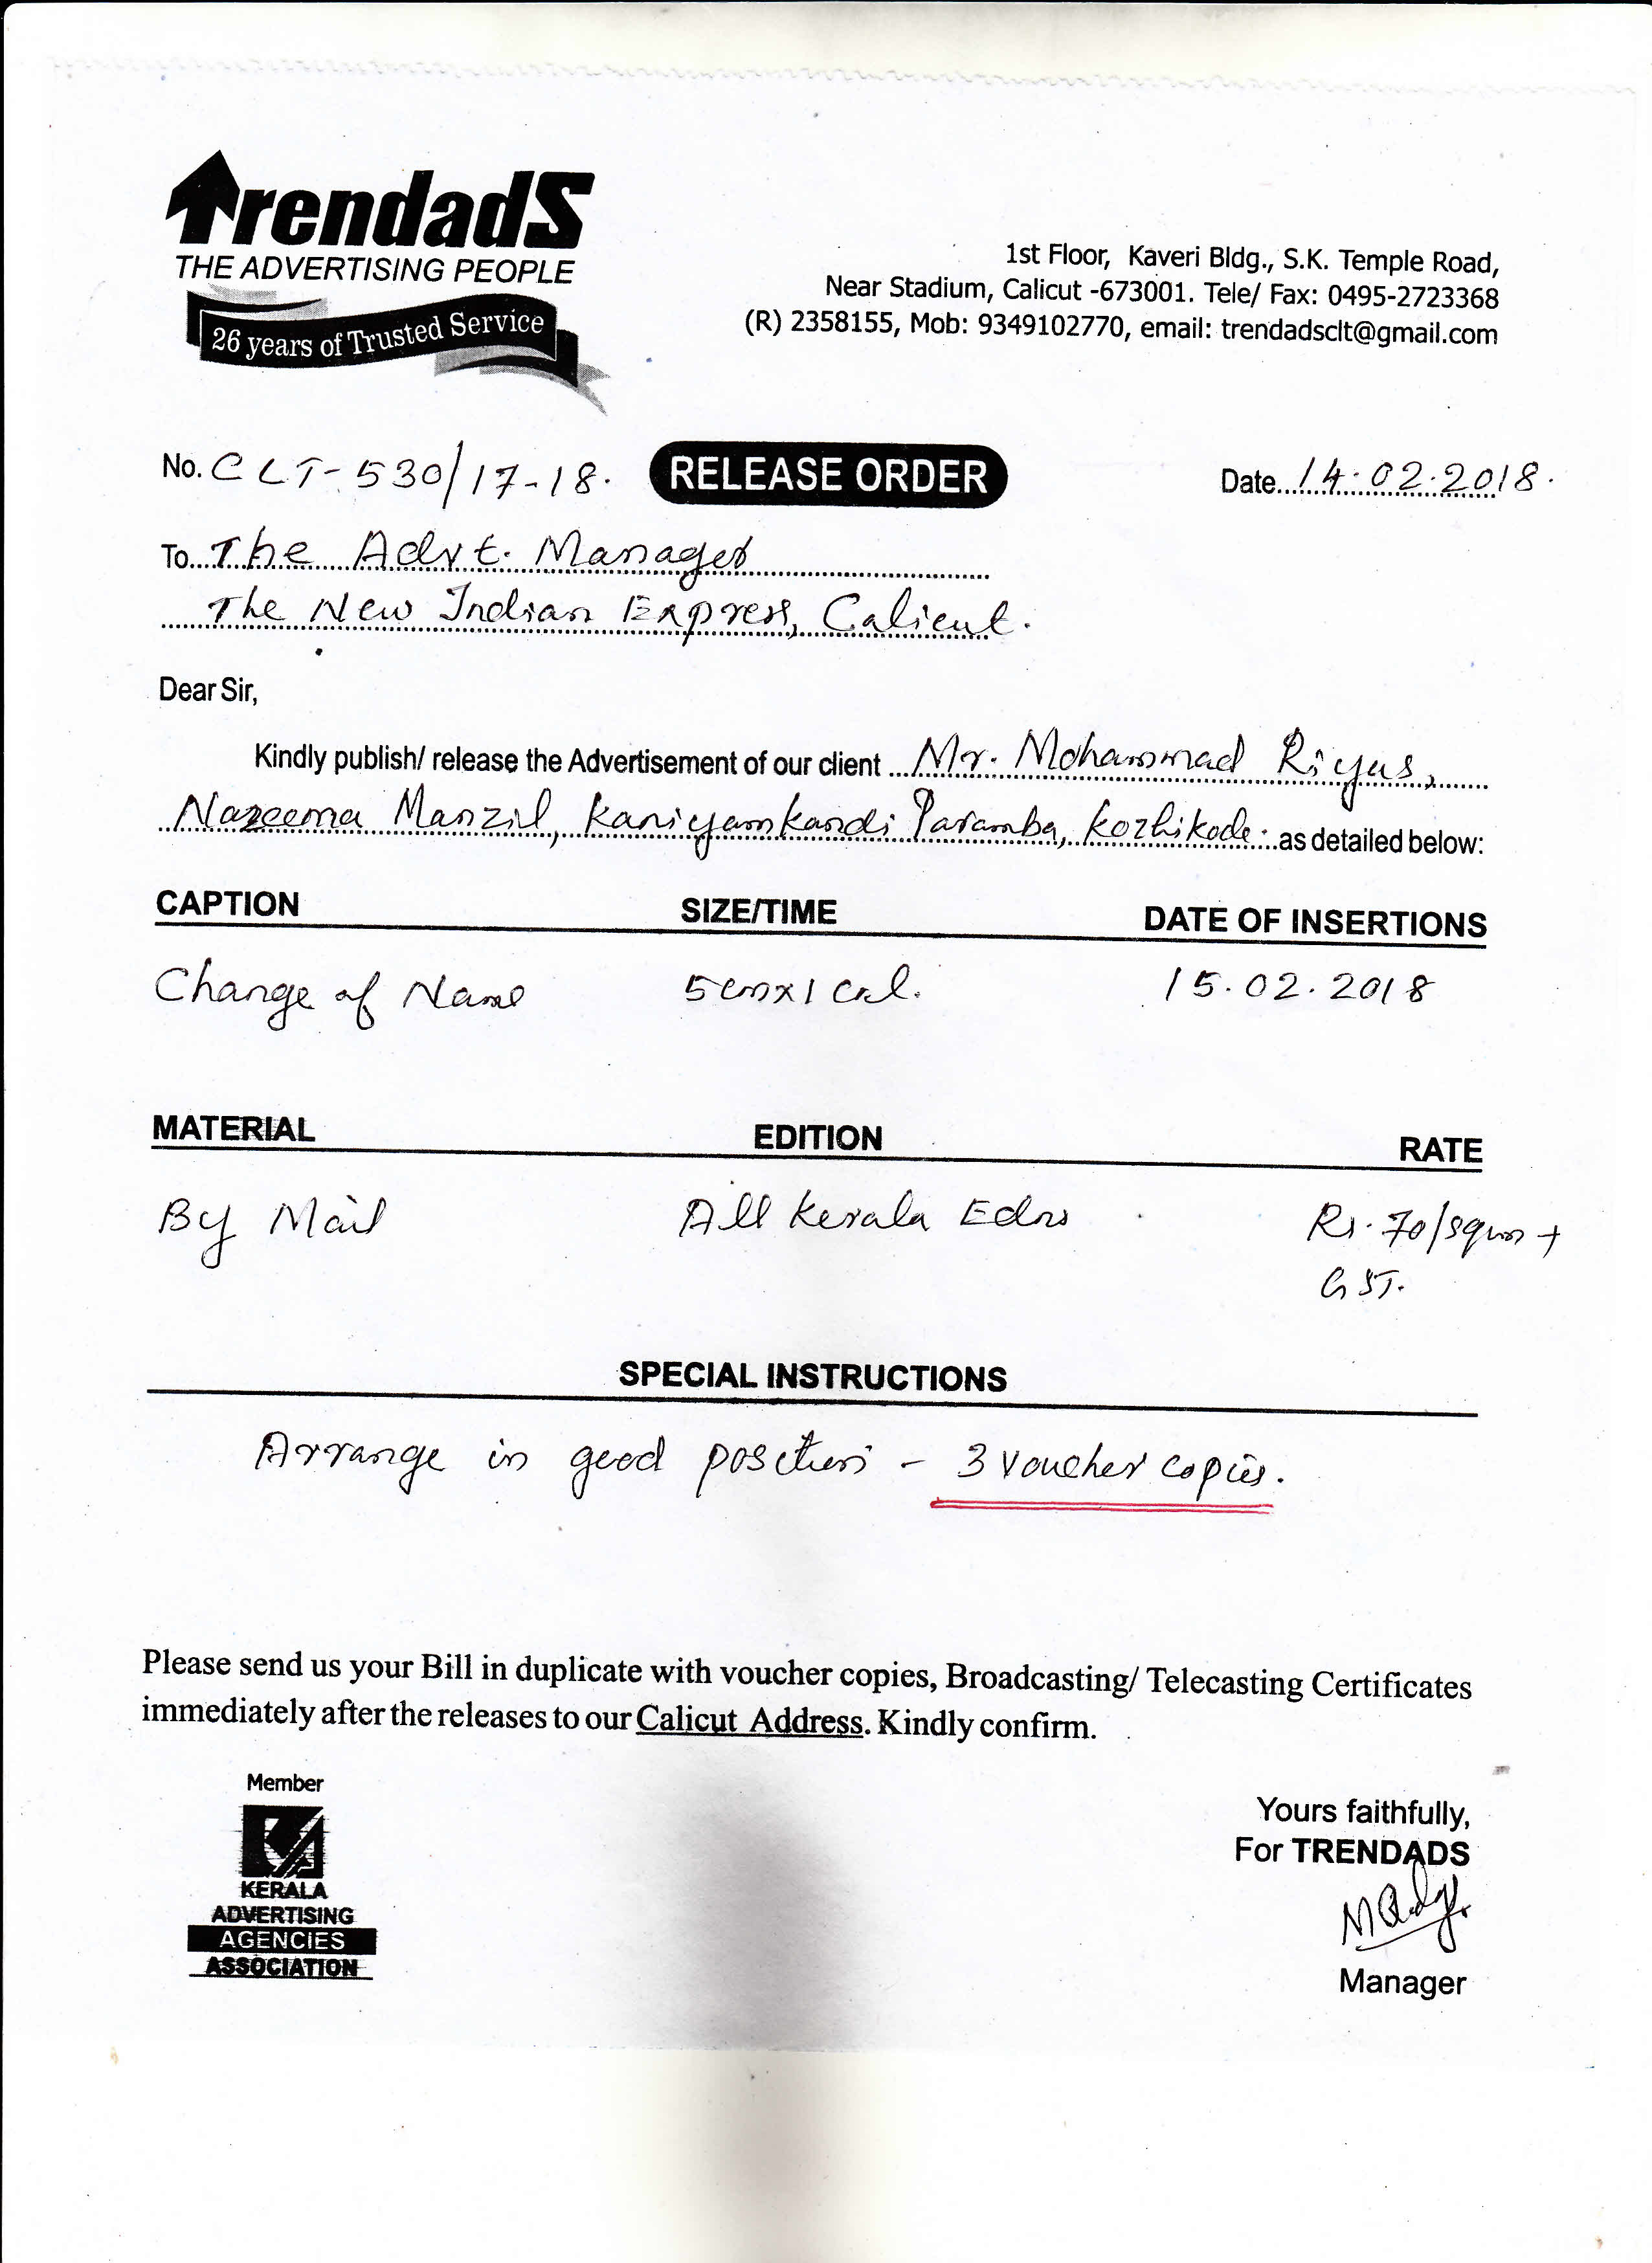 TrendadS
THE ADVERTISING PEOPLE
26 years of Trusted Service
1st Floor, Kaveri Bldg., S.K. Temple Road,
Near Stadium, Calicut -673001. Tele/ Fax: 0495-2723368
(R) 2358155, Mob: 9349102770, email: trendadsclt@gmail.com
No. CLT-530/17-18. RELEASE ORDER Date 14.02.2018.
To The Advt. Manager
The New Indian Express, Calicut.
Dear Sir,
Kindly publish/ release the Advertisement of our client Mr. Mohammad Riyas,
Nazeema Manzil, Kaniyamkandi Paramba, Kozhikode. as detailed below:
CAPTION SIZE/TIME DATE OF INSERTIONS
Change of Name 5cmx1 col. 15.02.2018
MATERIAL EDITION RATE
By Mail All Kerala Edns Rs. 70/sqcm +
GST.
SPECIAL INSTRUCTIONS
Arrange in good position - 3 voucher copies.
Please send us your Bill in duplicate with voucher copies, Broadcasting/ Telecasting Certificates
immediately after the releases to our Calicut Address. Kindly confirm.
Member
KERALA
ADVERTISING
AGENCIES
ASSOCIATION
Yours faithfully,
For TRENDADS
Manager